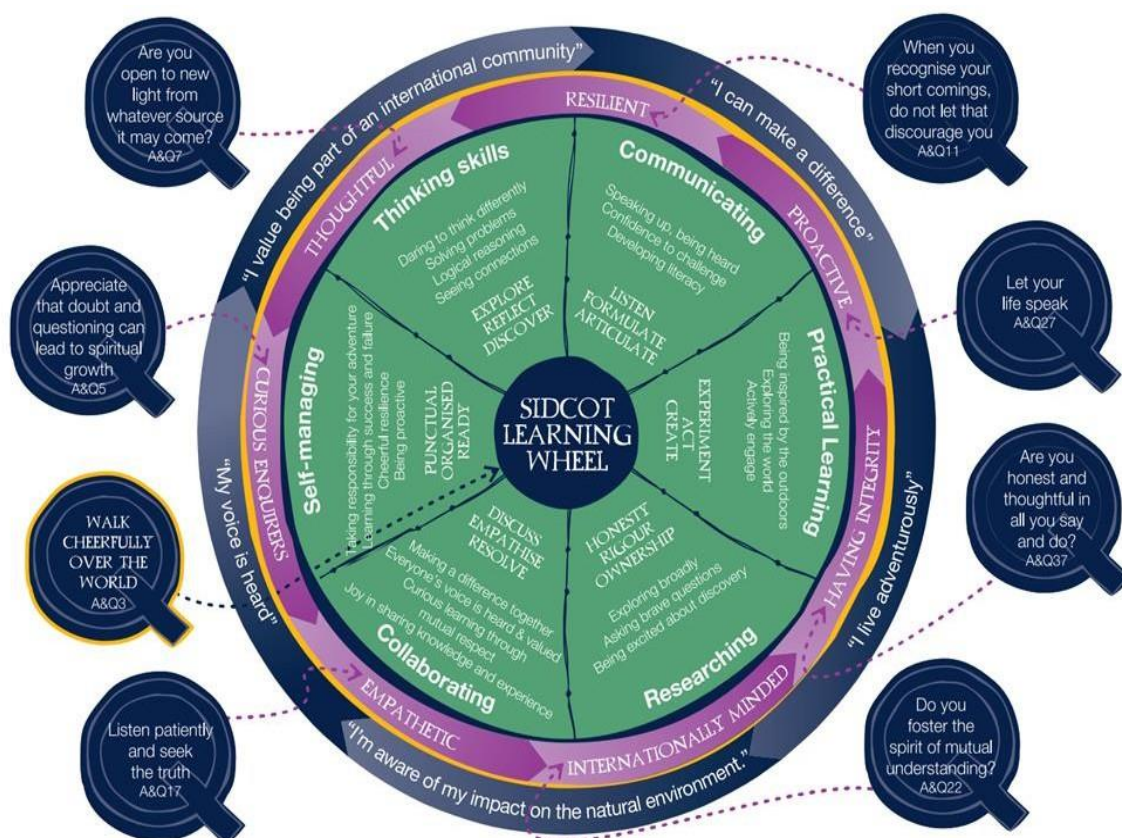 Are you
open to new
light from
whatever source
it may come?
A&Q7
When you
recognise your
short comings,
do not let that
discourage you
A&Q11
Appreciate
that doubt and
questioning can
lead to spiritual
growth
A&Q5
Let your
life speak
A&Q27
WALK
CHEERFULLY
OVER THE
WORLD
A&Q3
Are you
honest and
thoughtful in
all you say
and do?
A&Q37
Listen patiently
and seek
the truth
A&Q17
Do you
foster the
spirit of mutual
understanding?
A&Q22
"I value being part of an international community"
"I can make a difference"
"I live adventurously"
"I'm aware of my impact on the natural environment."
"My voice is heard"
RESILIENT
PROACTIVE
HAVING INTEGRITY
INTERNATIONALLY MINDED
EMPATHETIC
CURIOUS ENQUIRERS
THOUGHTFUL
Thinking skills
Daring to think differently
Solving problems
Logical reasoning
Seeing connections
EXPLORE
REFLECT
DISCOVER
Communicating
Speaking up, being heard
Confidence to challenge
Developing literacy
LISTEN
FORMULATE
ARTICULATE
Practical Learning
Being inspired by the outdoors
Exploring the world
Actively engage
EXPERIMENT
ACT
CREATE
Researching
Exploring broadly
Asking brave questions
Being excited about discovery
HONESTY
RIGOUR
OWNERSHIP
Collaborating
Making a difference together
Everyone's voice is heard & valued
Curious learning through
mutual respect
Joy in sharing knowledge and experience
DISCUSS
EMPATHISE
RESOLVE
Self-managing
Taking responsibility for your adventure
Learning through success and failure
Cheerful resilience
Being proactive
PUNCTUAL
ORGANISED
READY
SIDCOT
LEARNING
WHEEL